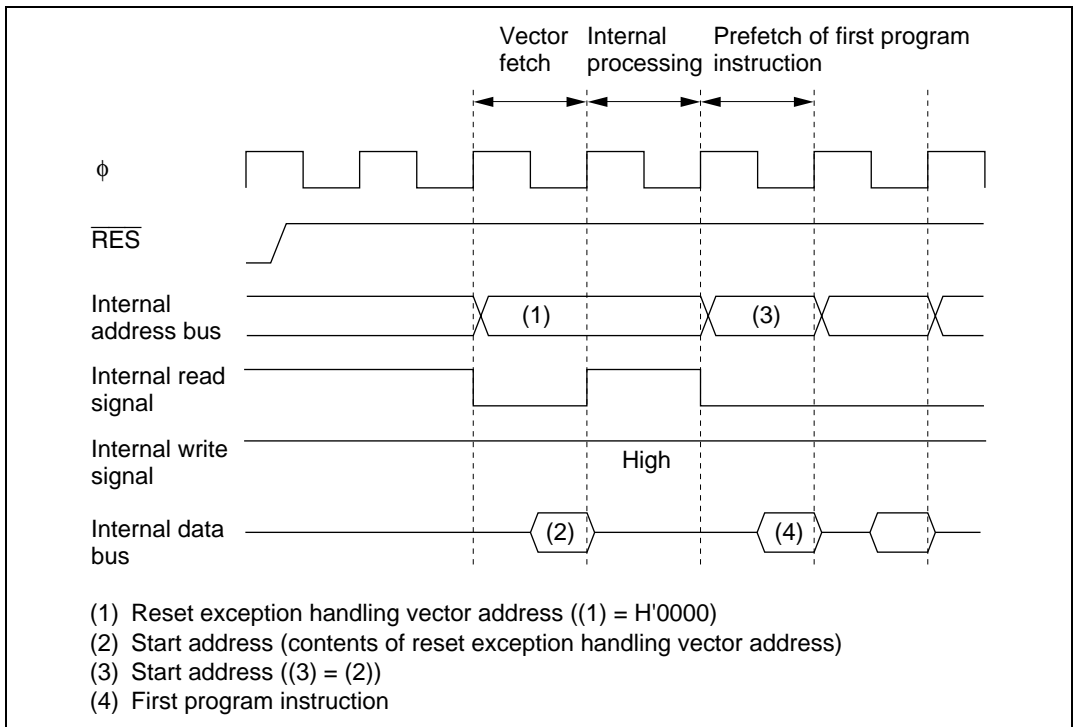 Vector fetch
Internal processing
Prefetch of first program instruction
φ
RES
Internal address bus
(1)
(3)
Internal read signal
Internal write signal
High
Internal data bus
(2)
(4)
(1) Reset exception handling vector address ((1) = H'0000)
(2) Start address (contents of reset exception handling vector address)
(3) Start address ((3) = (2))
(4) First program instruction